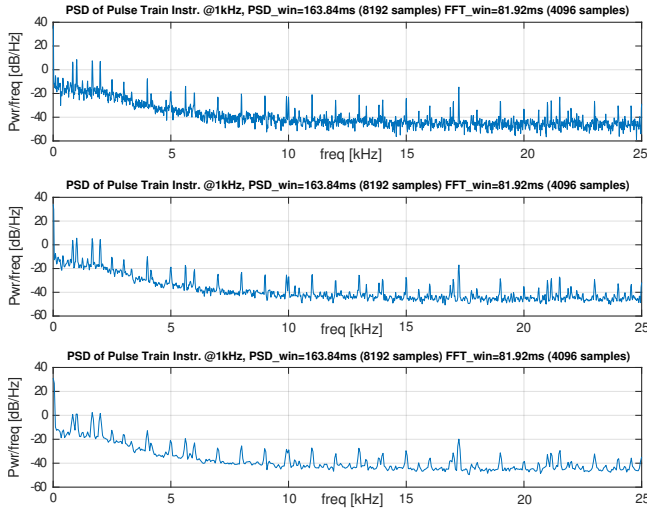 PSD of Pulse Train Instr. @1kHz, PSD_win=163.84ms (8192 samples) FFT_win=81.92ms (4096 samples)
Pwr/freq [dB/Hz]
40
20
0
-20
-40
-60
0 5 10 15 20 25
freq [kHz]
PSD of Pulse Train Instr. @1kHz, PSD_win=163.84ms (8192 samples) FFT_win=81.92ms (4096 samples)
Pwr/freq [dB/Hz]
40
20
0
-20
-40
-60
0 5 10 15 20 25
freq [kHz]
PSD of Pulse Train Instr. @1kHz, PSD_win=163.84ms (8192 samples) FFT_win=81.92ms (4096 samples)
Pwr/freq [dB/Hz]
40
20
0
-20
-40
-60
0 5 10 15 20 25
freq [kHz]